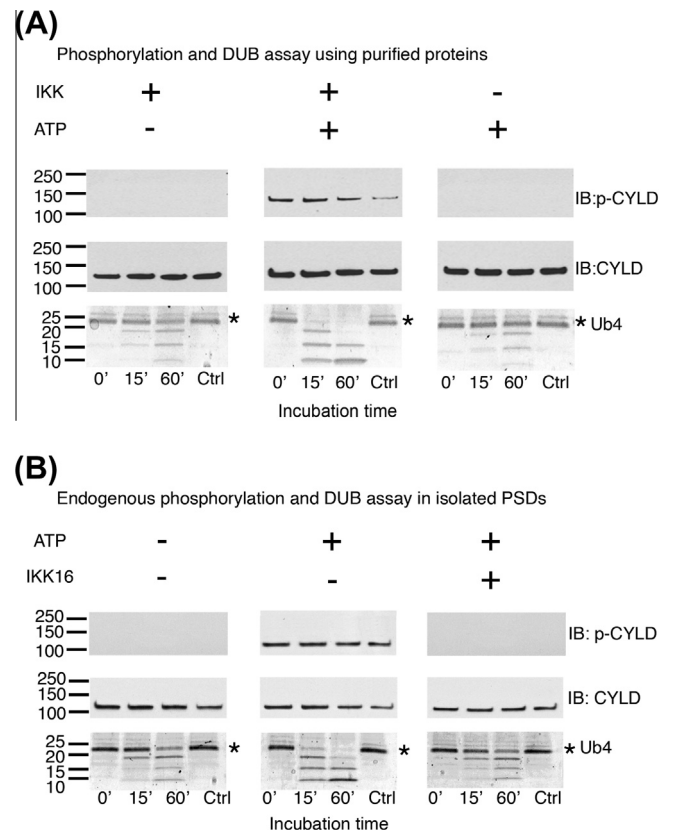 (A)
Phosphorylation and DUB assay using purified proteins
IKK + + -
ATP - + +
250
150
100
IB:p-CYLD
250
150
100
IB:CYLD
25
20
15
10
* * * Ub4
0’ 15’ 60’ Ctrl 0’ 15’ 60’ Ctrl 0’ 15’ 60’ Ctrl
Incubation time
(B)
Endogenous phosphorylation and DUB assay in isolated PSDs
ATP - + +
IKK16 - - +
250
150
100
IB: p-CYLD
250
150
100
IB: CYLD
25
20
15
10
* * * Ub4
0’ 15’ 60’ Ctrl 0’ 15’ 60’ Ctrl 0’ 15’ 60’ Ctrl
Incubation time